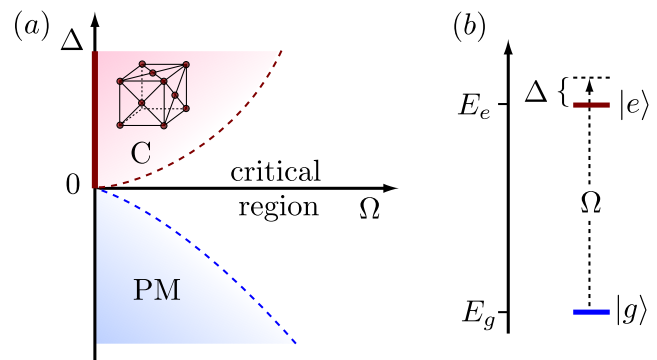 (a)
Δ
C
0
critical
region
Ω
PM
(b)
E_e
Δ {
|e⟩
Ω
E_g
|g⟩